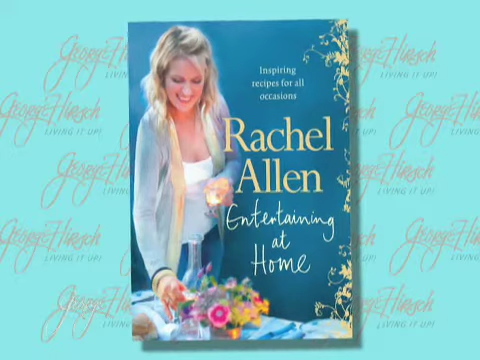 Inspiring
recipes for all
occasions
Rachel
Allen
Entertaining
at
Home
George Hirsch
LIVING IT UP!